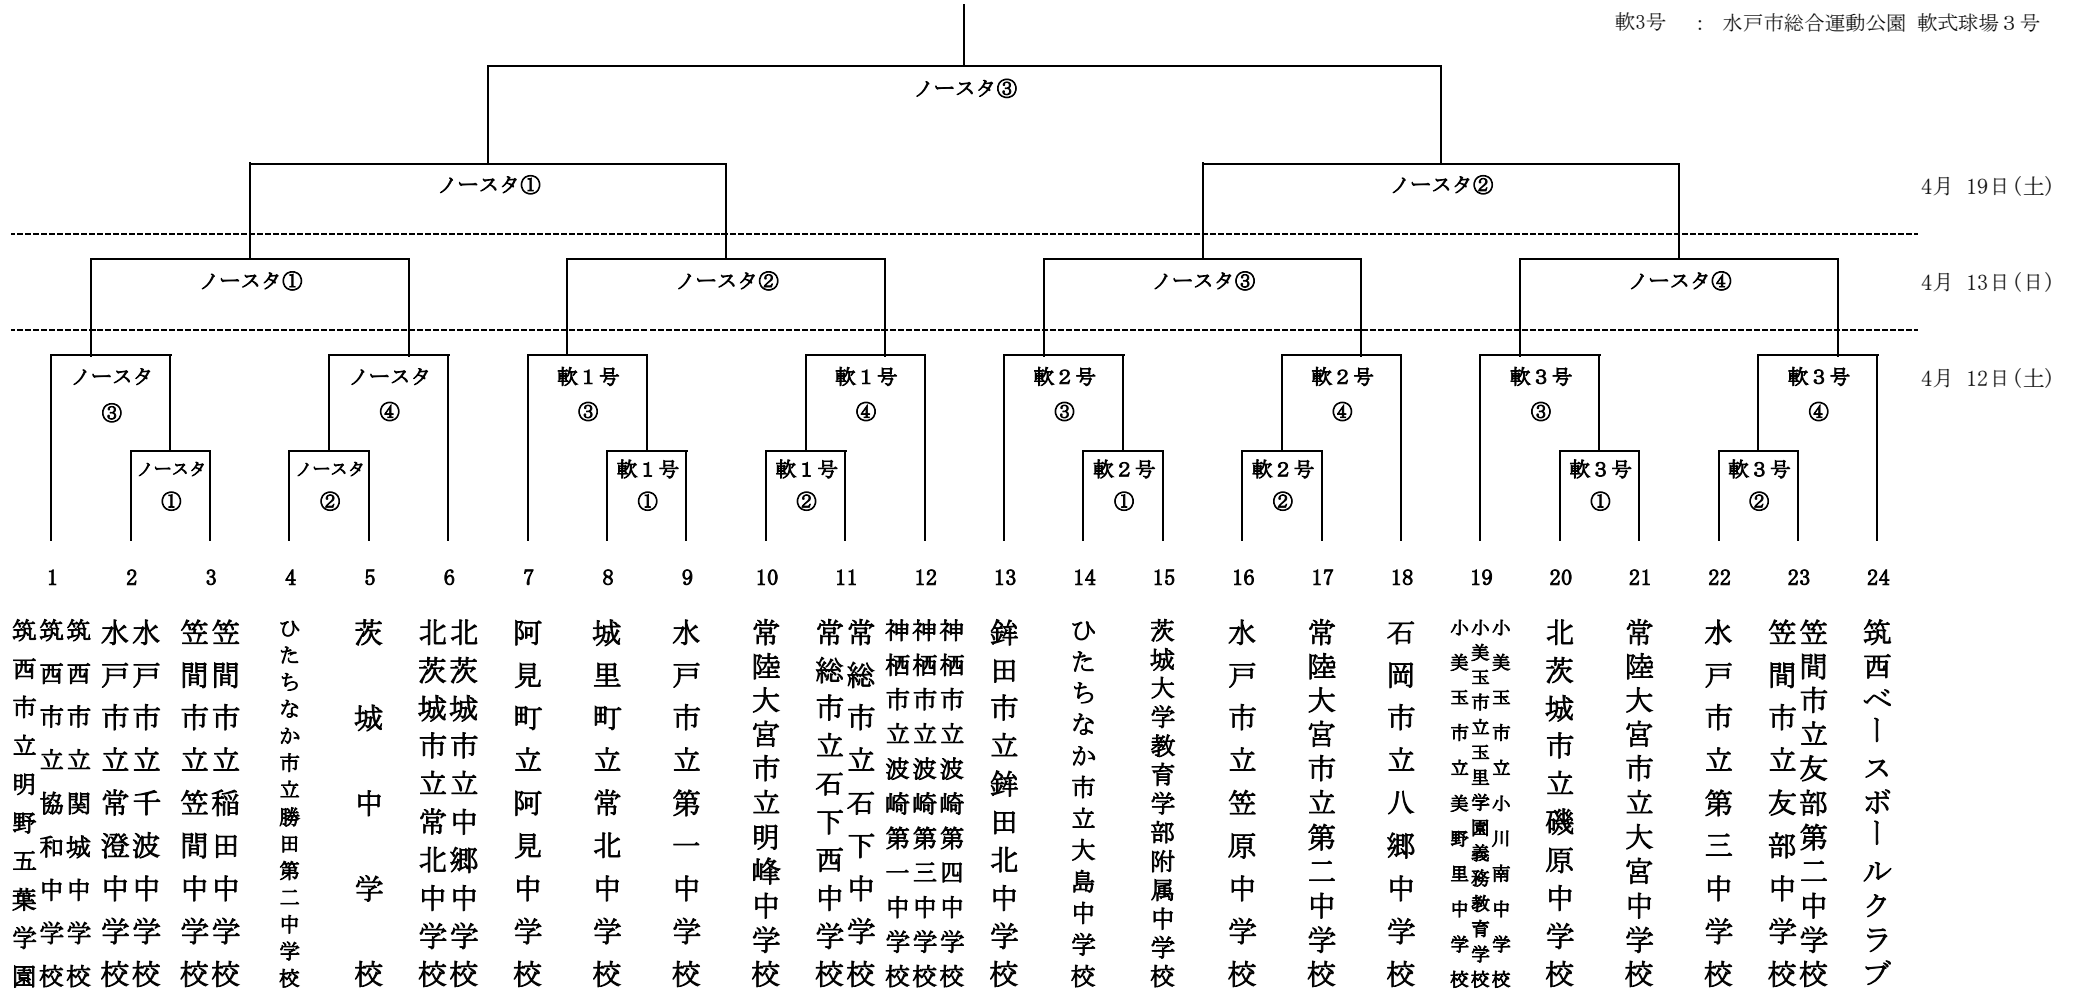 軟3号 : 水戸市総合運動公園 軟式球場３号
ノースタ③
ノースタ① ノースタ② 4月 19日(土)
ノースタ① ノースタ② ノースタ③ ノースタ④ 4月 13日(日)
ノースタ ノースタ 軟１号 軟１号 軟２号 軟２号 軟３号 軟３号 4月 12日(土)
③ ④ ③ ④ ③ ④ ③ ④
ノースタ ノースタ 軟１号 軟１号 軟２号 軟２号 軟３号 軟３号
① ② ① ② ① ② ① ②
1 2 3 4 5 6 7 8 9 10 11 12 13 14 15 16 17 18 19 20 21 22 23 24
筑西市立明野五葉学園
筑西市立協和中学校
筑西市立関城中学校
水戸市立常澄中学校
水戸市立千波中学校
笠間市立笠間中学校
笠間市立稲田中学校
ひたちなか市立勝田第二中学校
茨城中学校
北茨城市立常北中学校
北茨城市立中郷中学校
阿見町立阿見中学校
城里町立常北中学校
水戸市立第一中学校
常陸大宮市立明峰中学校
常総市立石下西中学校
常総市立石下中学校
神栖市立波崎第一中学校
神栖市立波崎第三中学校
神栖市立波崎第四中学校
鉾田市立鉾田北中学校
ひたちなか市立大島中学校
茨城大学教育学部附属中学校
水戸市立笠原中学校
常陸大宮市立第二中学校
石岡市立八郷中学校
小美玉市立美野里中学校
小美玉市立玉里学園義務教育学校
小美玉市立小川南中学校
北茨城市立磯原中学校
常陸大宮市立大宮中学校
水戸市立第三中学校
笠間市立友部中学校
笠間市立友部第二中学校
筑西ベースボールクラブ